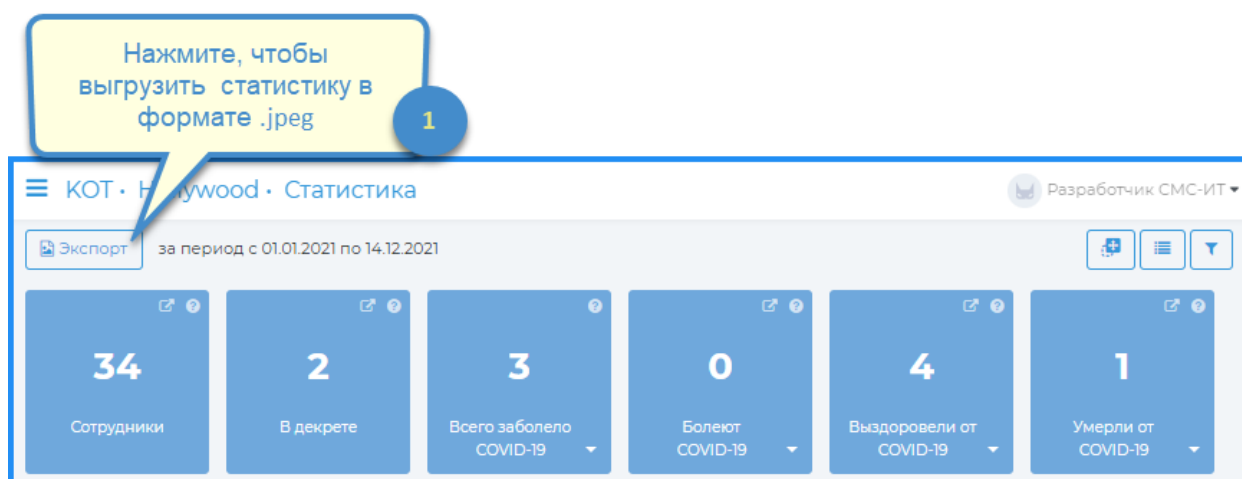 Нажмите, чтобы
выгрузить статистику в
формате .jpeg
1
КОТ · Hollywood · Статистика
Разработчик СМС-ИТ
Экспорт
за период с 01.01.2021 по 14.12.2021
34
Сотрудники
2
В декрете
3
Всего заболело
COVID-19
0
Болеют
COVID-19
4
Выздоровели от
COVID-19
1
Умерли от
COVID-19